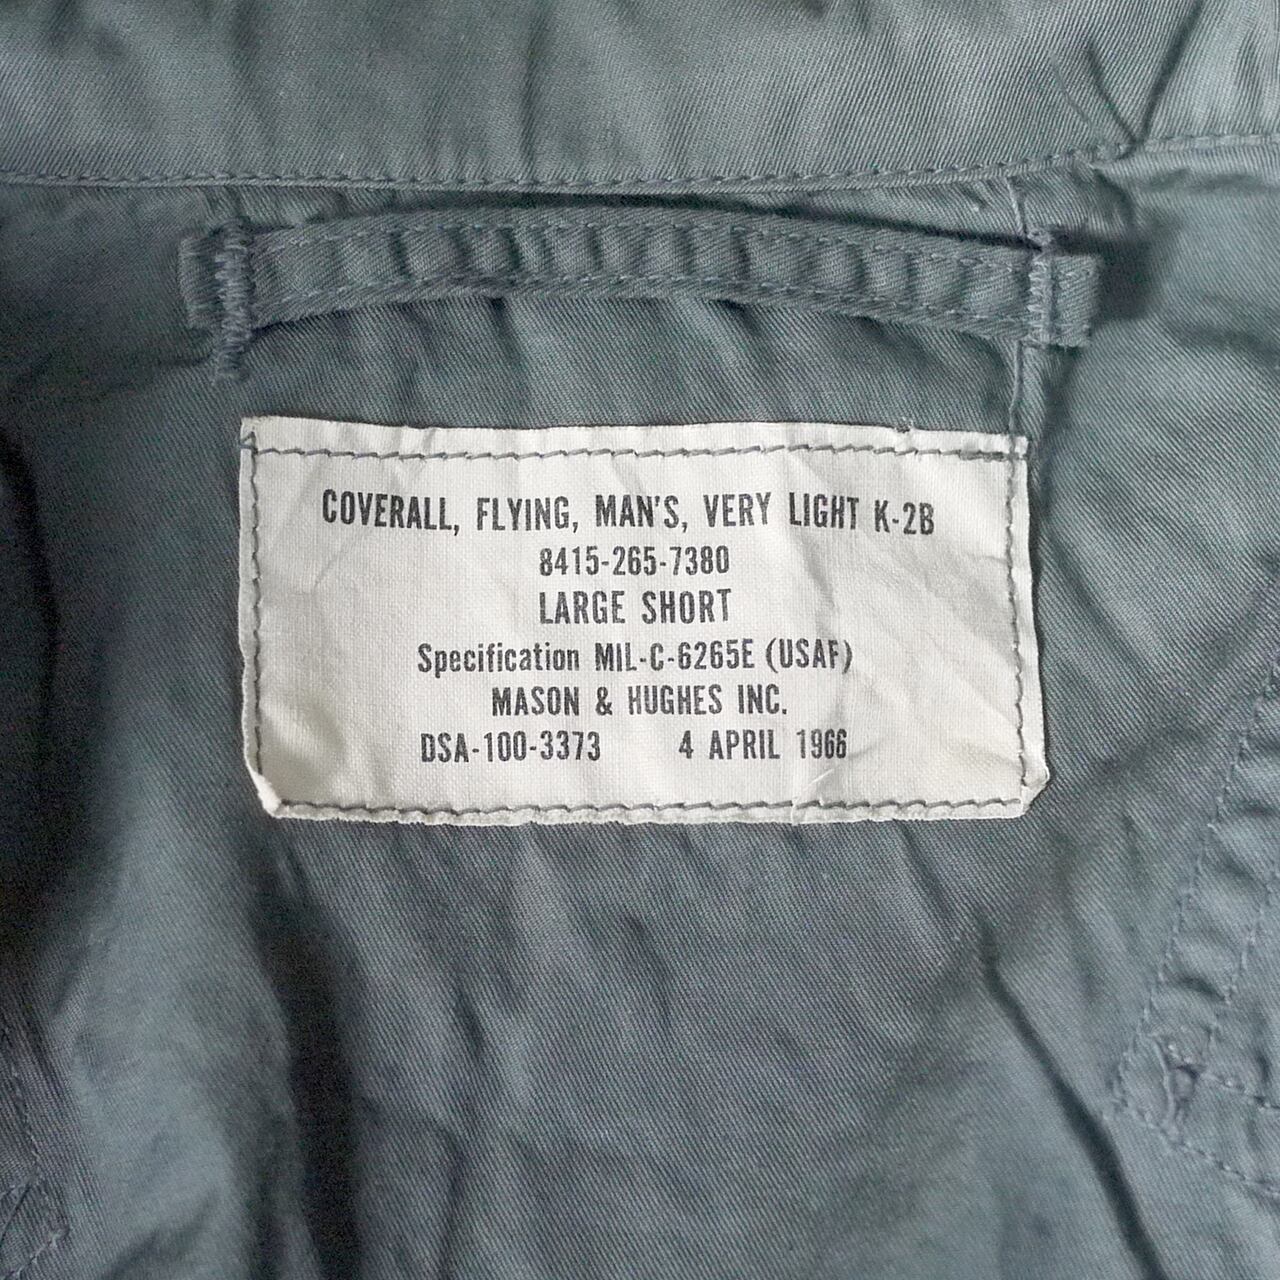 COVERALL, FLYING, MAN'S, VERY LIGHT K-2B
8415-265-7380
LARGE SHORT
Specification MIL-C-6265E (USAF)
MASON & HUGHES INC.
DSA-100-3373 4 APRIL 1966